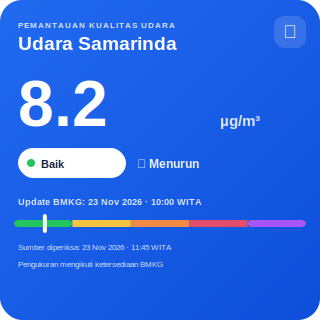 PEMANTAUAN KUALITAS UDARA
Udara Samarinda
8.2
µg/m³
Baik
Menurun
Update BMKG: 23 Nov 2026 · 10:00 WITA
Sumber diperiksa: 23 Nov 2026 · 11:45 WITA
Pengukuran mengikuti ketersediaan BMKG